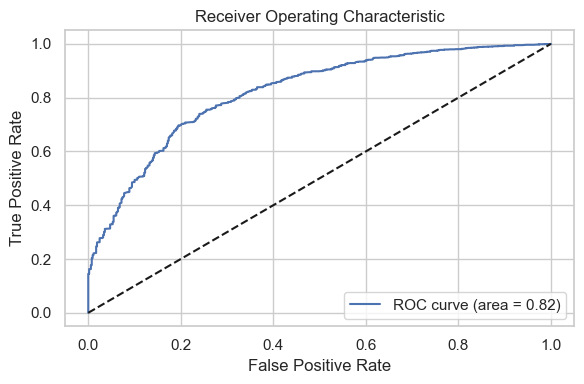 Receiver Operating Characteristic
True Positive Rate
1.0
0.8
0.6
0.4
0.2
0.0
ROC curve (area = 0.82)
0.0 0.2 0.4 0.6 0.8 1.0
False Positive Rate